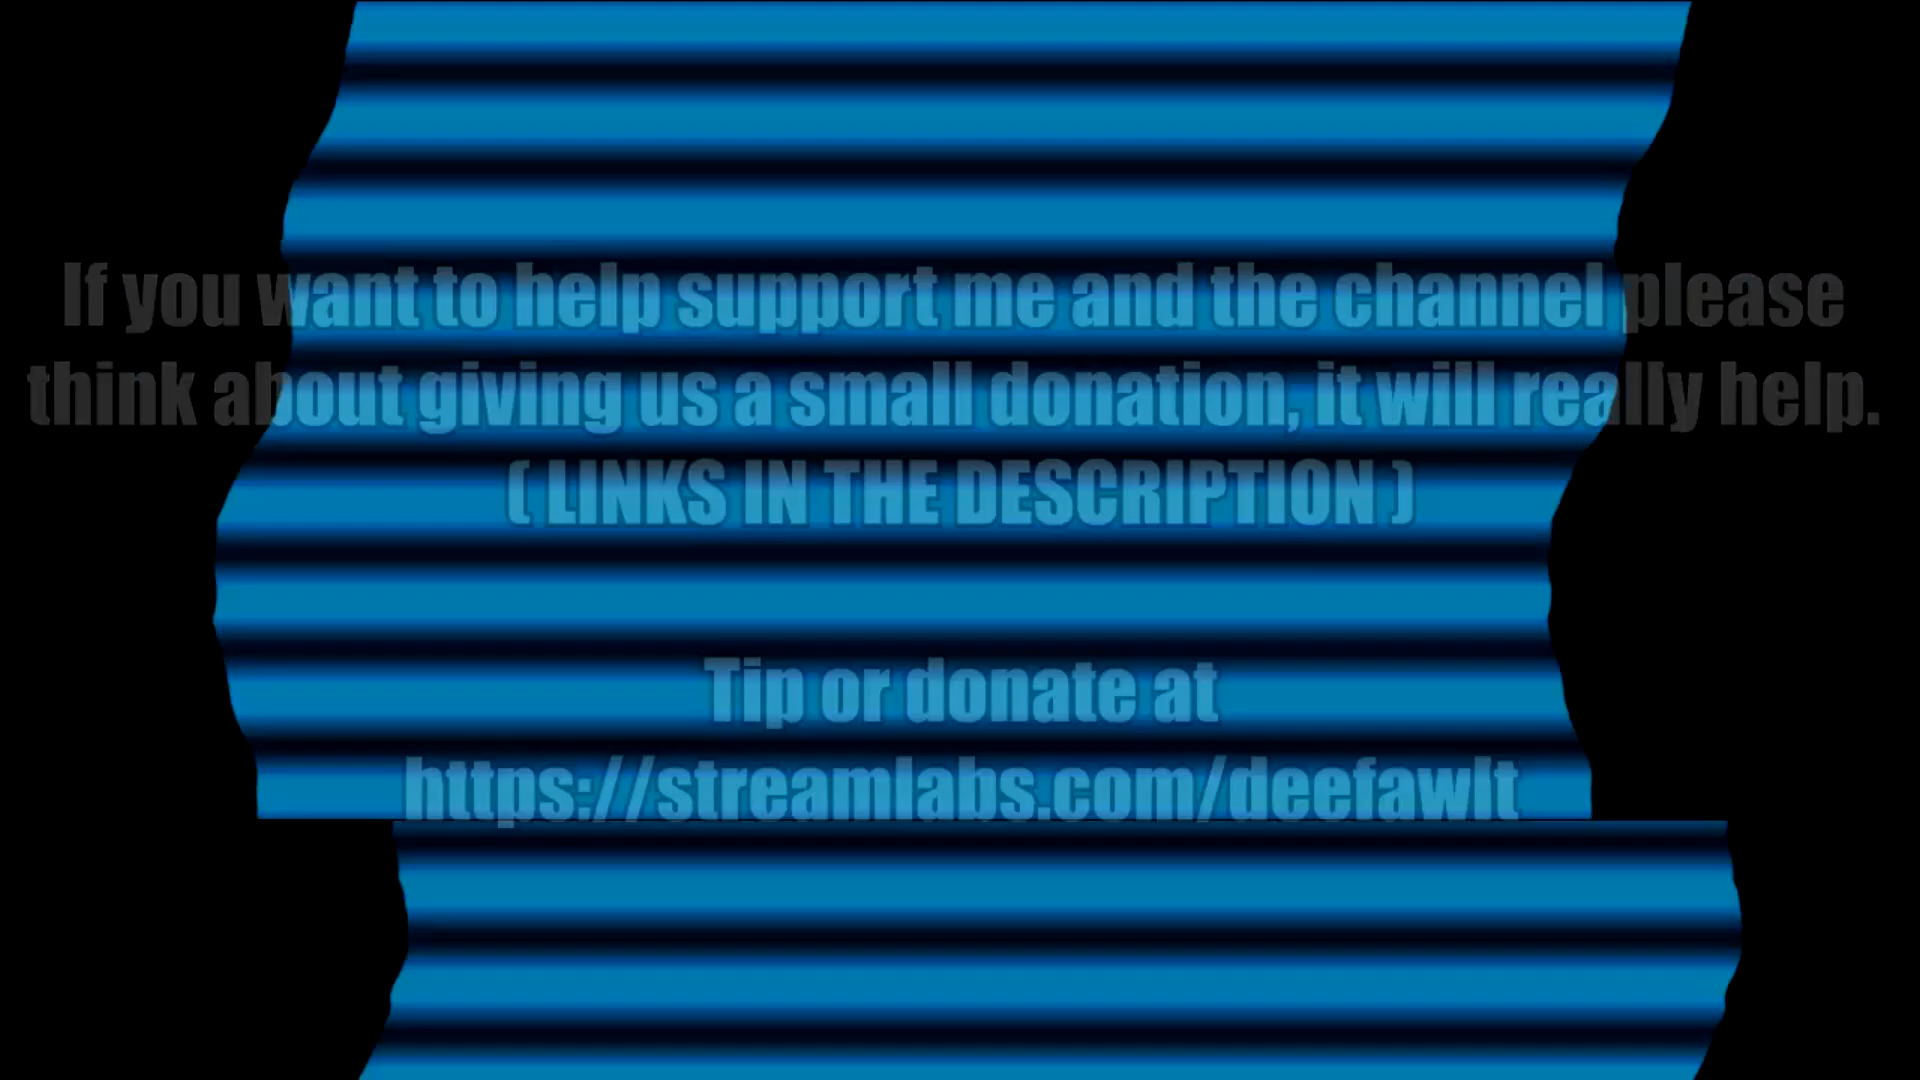 If you want to help support me and the channel please
think about giving us a small donation, it will really help.
( LINKS IN THE DESCRIPTION )
Tip or donate at
https://streamlabs.com/deefawlt